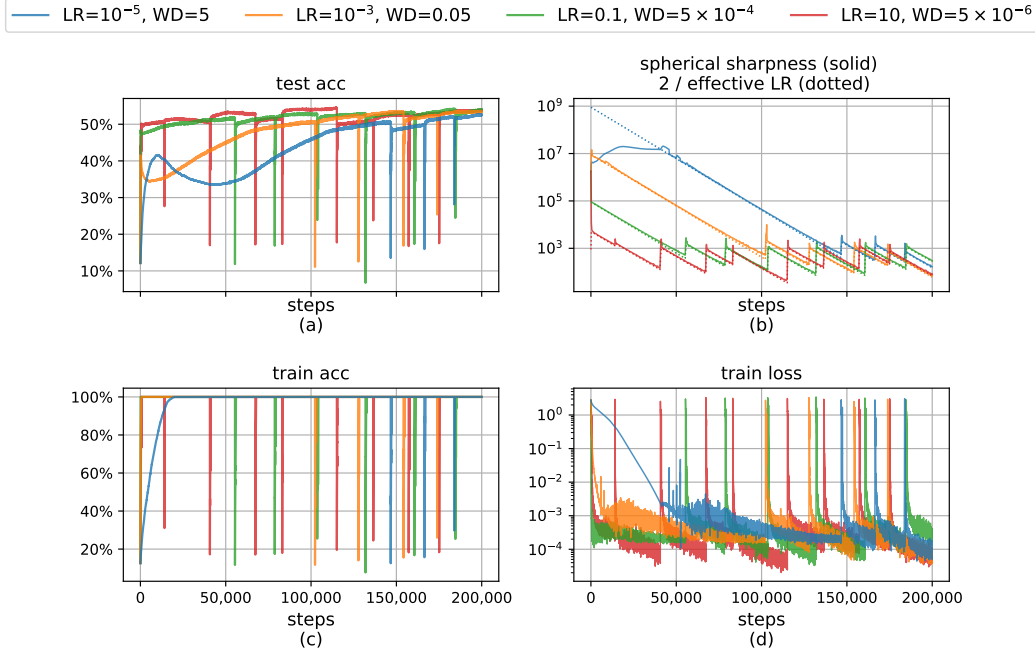 LR=10⁻⁵, WD=5 LR=10⁻³, WD=0.05 LR=0.1, WD=5 × 10⁻⁴ LR=10, WD=5 × 10⁻⁶
test acc
50%
40%
30%
20%
10%
steps
(a)
spherical sharpness (solid)
2 / effective LR (dotted)
10⁹
10⁷
10⁵
10³
steps
(b)
train acc
100%
80%
60%
40%
20%
0 50,000 100,000 150,000 200,000
steps
(c)
train loss
10⁰
10⁻¹
10⁻²
10⁻³
10⁻⁴
0 50,000 100,000 150,000 200,000
steps
(d)